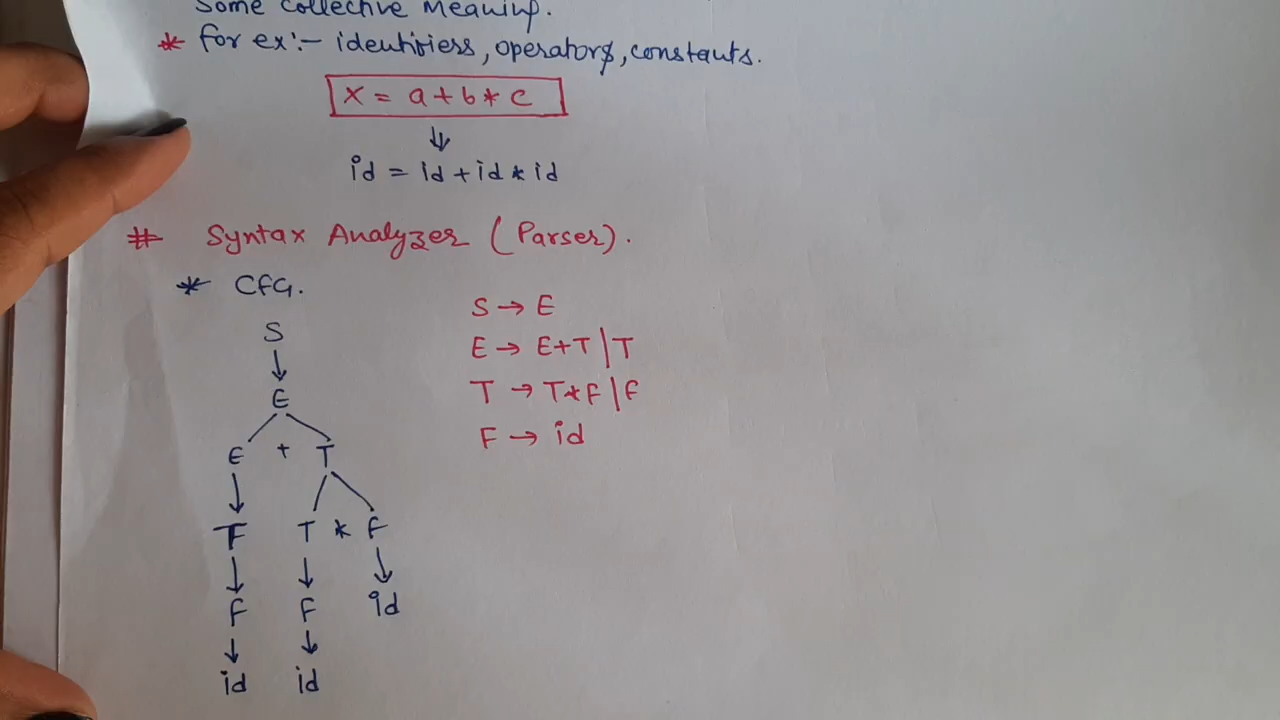 some collective meaning.
* for ex:- identifiers, operators, constants.
x = a + b * c
⇓
id = id + id * id
# Syntax Analyzer (Parser).
* CFG.
S → E
E → E+T | T
T → T*F | F
F → id
S
↓
E
E + T
↓
T T * F
↓ ↓ ↓
F F id
↓ ↓
id id